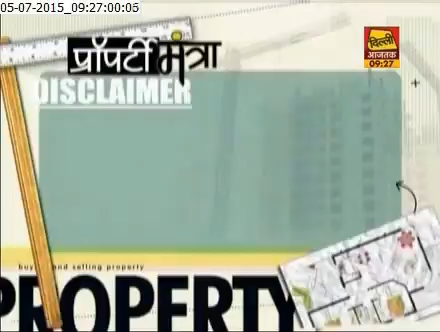 05-07-2015_09:27:00:05
प्रॉपर्टी मंत्रा
दिल्ली
आजतक
09:27
DISCLAIMER
buying and selling property
PROPERTY